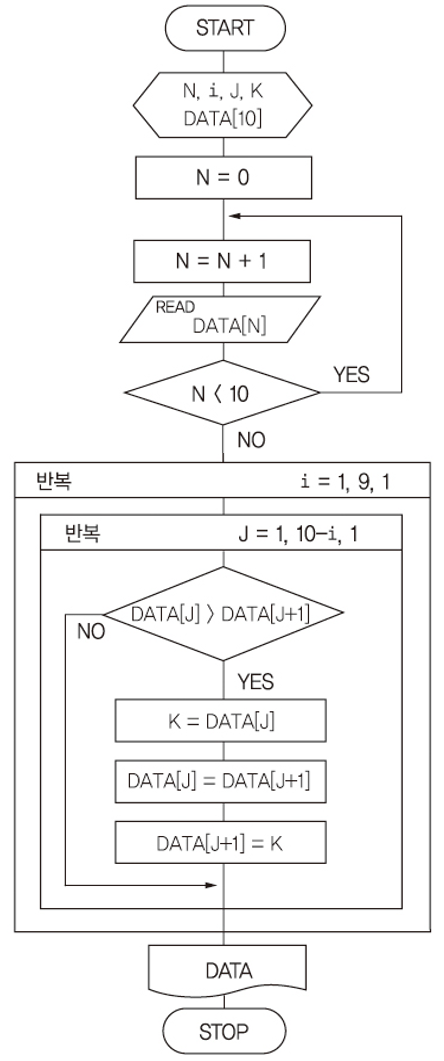 START
N, i, J, K
DATA[10]
N = 0
N = N + 1
READ
DATA[N]
N < 10
YES
NO
반복 i = 1, 9, 1
반복 J = 1, 10-i, 1
DATA[J] > DATA[J+1]
NO
YES
K = DATA[J]
DATA[J] = DATA[J+1]
DATA[J+1] = K
DATA
STOP